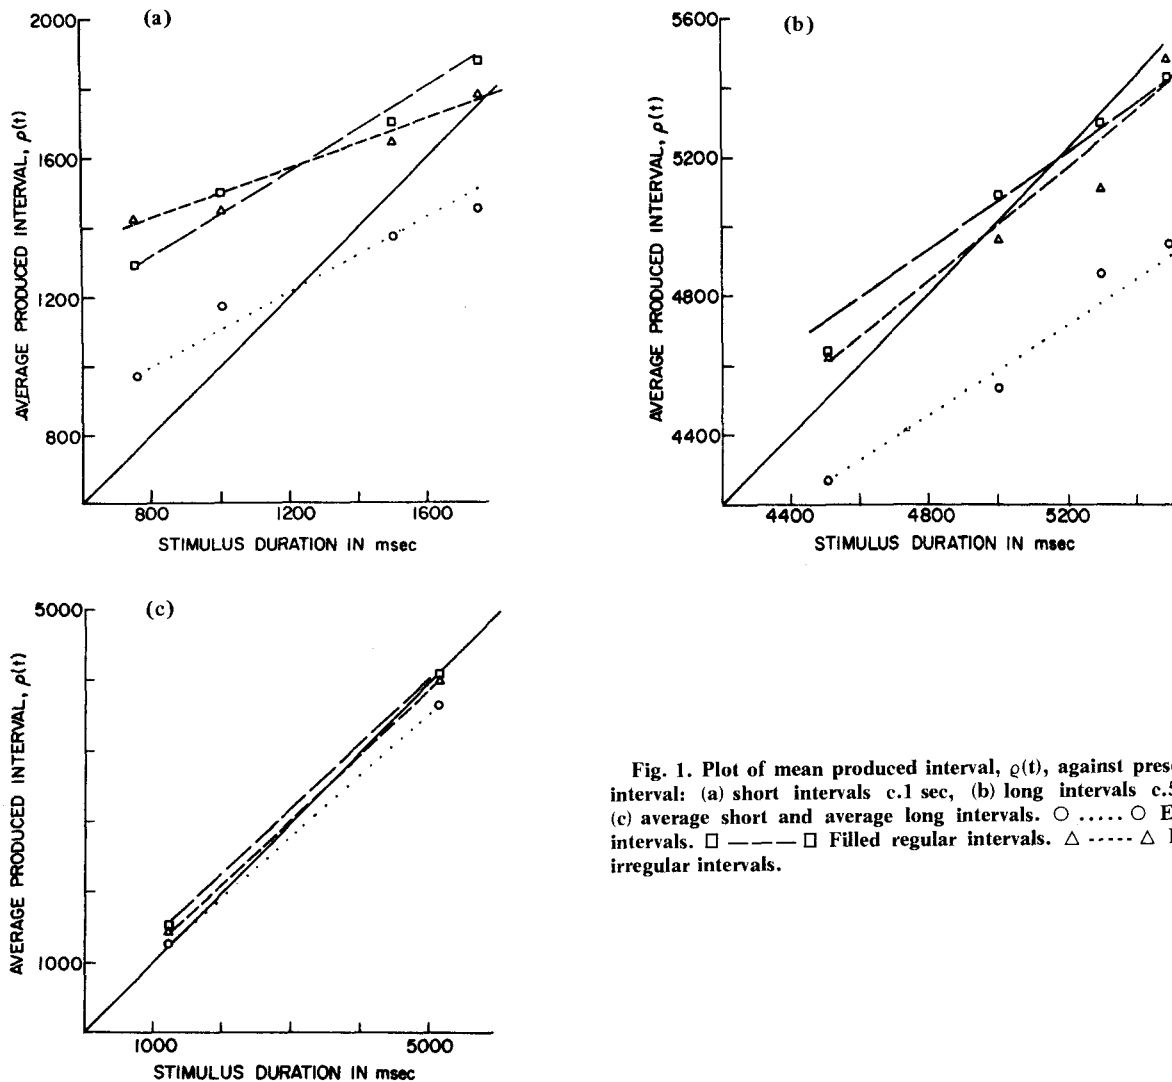 (a)
2000
1600
1200
800
AVERAGE PRODUCED INTERVAL, ρ(t)
800 1200 1600
STIMULUS DURATION IN msec
(b)
5600
5200
4800
4400
AVERAGE PRODUCED INTERVAL, ρ(t)
4400 4800 5200
STIMULUS DURATION IN msec
(c)
5000
1000
AVERAGE PRODUCED INTERVAL, ρ(t)
1000 5000
STIMULUS DURATION IN msec
Fig. 1. Plot of mean produced interval, ϱ(t), against
interval: (a) short intervals c.1 sec, (b) long intervals
(c) average short and average long intervals. ○ ..... ○
intervals. □ — — — □ Filled regular intervals. △ ----- △
irregular intervals.